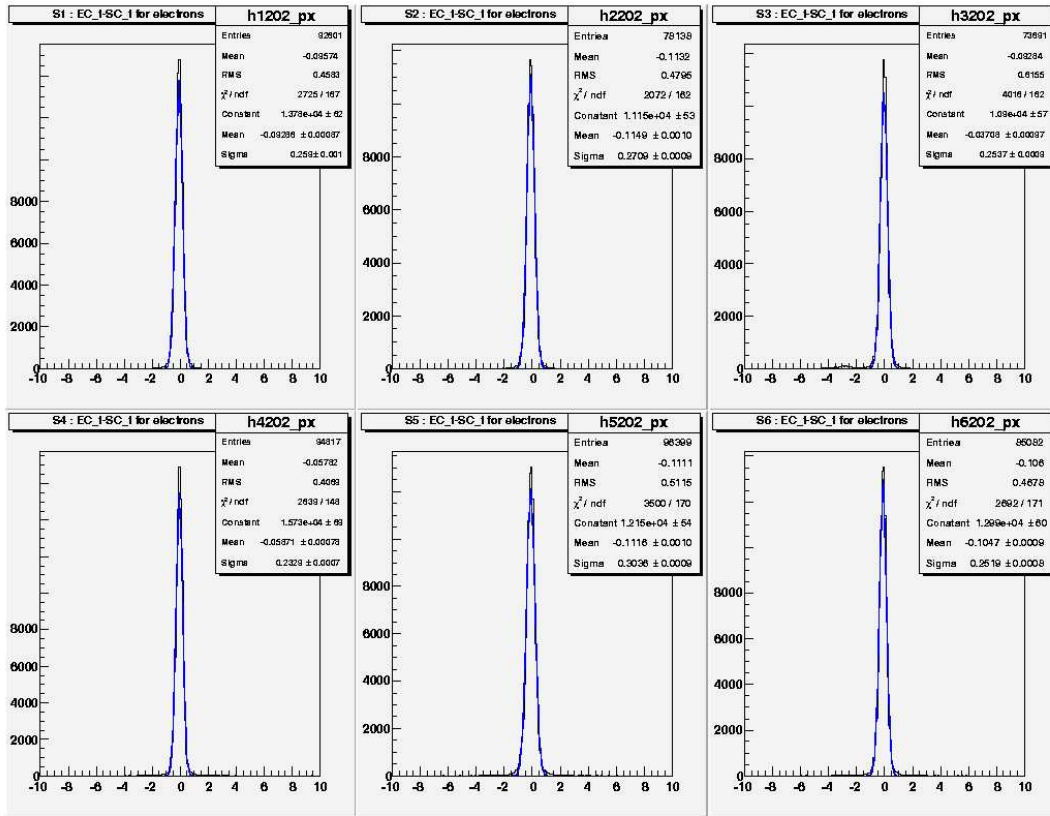 S1 : EC_t-SC_t for electrons
h1202_px
Entries 92601
Mean -0.09574
RMS 0.4583
χ² / ndf 2725 / 167
Constant 1.378e+04 ± 62
Mean -0.09286 ± 0.00087
Sigma 0.259 ± 0.001
8000
6000
4000
2000
0
-10 -8 -6 -4 -2 0 2 4 6 8 10
S2 : EC_t-SC_t for electrons
h2202_px
Entries 78138
Mean -0.1132
RMS 0.4795
χ² / ndf 2072 / 162
Constant 1.115e+04 ± 53
Mean -0.1149 ± 0.0010
Sigma 0.2709 ± 0.0009
8000
6000
4000
2000
0
-10 -8 -6 -4 -2 0 2 4 6 8 10
S3 : EC_t-SC_t for electrons
h3202_px
Entries 73691
Mean -0.09284
RMS 0.6155
χ² / ndf 4016 / 162
Constant 1.09e+04 ± 57
Mean -0.03708 ± 0.00097
Sigma 0.2537 ± 0.0009
8000
6000
4000
2000
0
-10 -8 -6 -4 -2 0 2 4 6 8 10
S4 : EC_t-SC_t for electrons
h4202_px
Entries 94817
Mean -0.05782
RMS 0.4069
χ² / ndf 2639 / 148
Constant 1.573e+04 ± 69
Mean -0.05871 ± 0.00078
Sigma 0.2329 ± 0.0007
8000
6000
4000
2000
0
-10 -8 -6 -4 -2 0 2 4 6 8 10
S5 : EC_t-SC_t for electrons
h5202_px
Entries 96399
Mean -0.1111
RMS 0.5115
χ² / ndf 3500 / 170
Constant 1.215e+04 ± 54
Mean -0.1116 ± 0.0010
Sigma 0.3036 ± 0.0009
8000
6000
4000
2000
0
-10 -8 -6 -4 -2 0 2 4 6 8 10
S6 : EC_t-SC_t for electrons
h6202_px
Entries 85082
Mean -0.106
RMS 0.4678
χ² / ndf 2692 / 171
Constant 1.299e+04 ± 60
Mean -0.1047 ± 0.0009
Sigma 0.2519 ± 0.0008
8000
6000
4000
2000
0
-10 -8 -6 -4 -2 0 2 4 6 8 10